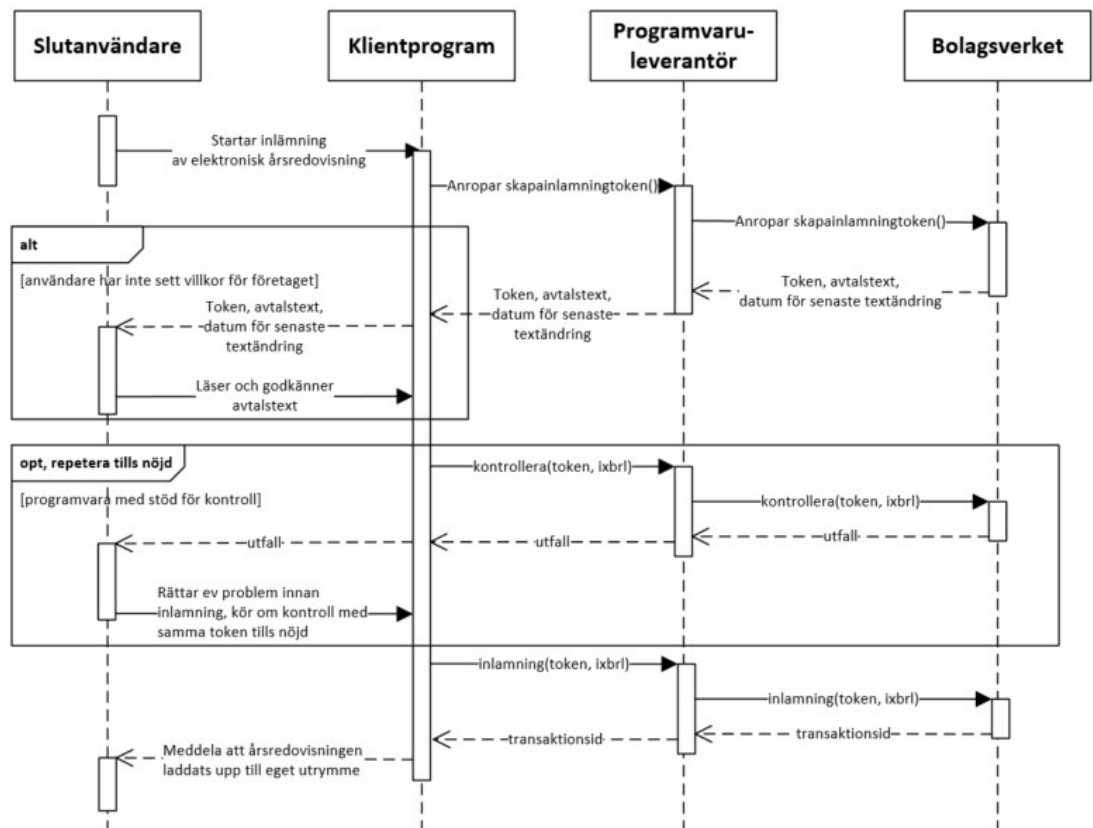 Slutanvändare
Klientprogram
Programvaru-
leverantör
Bolagsverket
Startar inlämning
av elektronisk årsredovisning
Anropar skapainlamningtoken()
Anropar skapainlamningtoken()
alt
[användare har inte sett villkor för företaget]
Token, avtalstext,
datum för senaste textändring
Token, avtalstext,
datum för senaste
textändring
Token, avtalstext,
datum för senaste
textändring
Läser och godkänner
avtalstext
opt, repetera tills nöjd
[programvara med stöd för kontroll]
kontrollera(token, ixbrl)
kontrollera(token, ixbrl)
utfall
utfall
utfall
Rättar ev problem innan
inlamning, kör om kontroll med
samma token tills nöjd
inlamning(token, ixbrl)
inlamning(token, ixbrl)
transaktionsid
transaktionsid
Meddela att årsredovisningen
laddats upp till eget utrymme